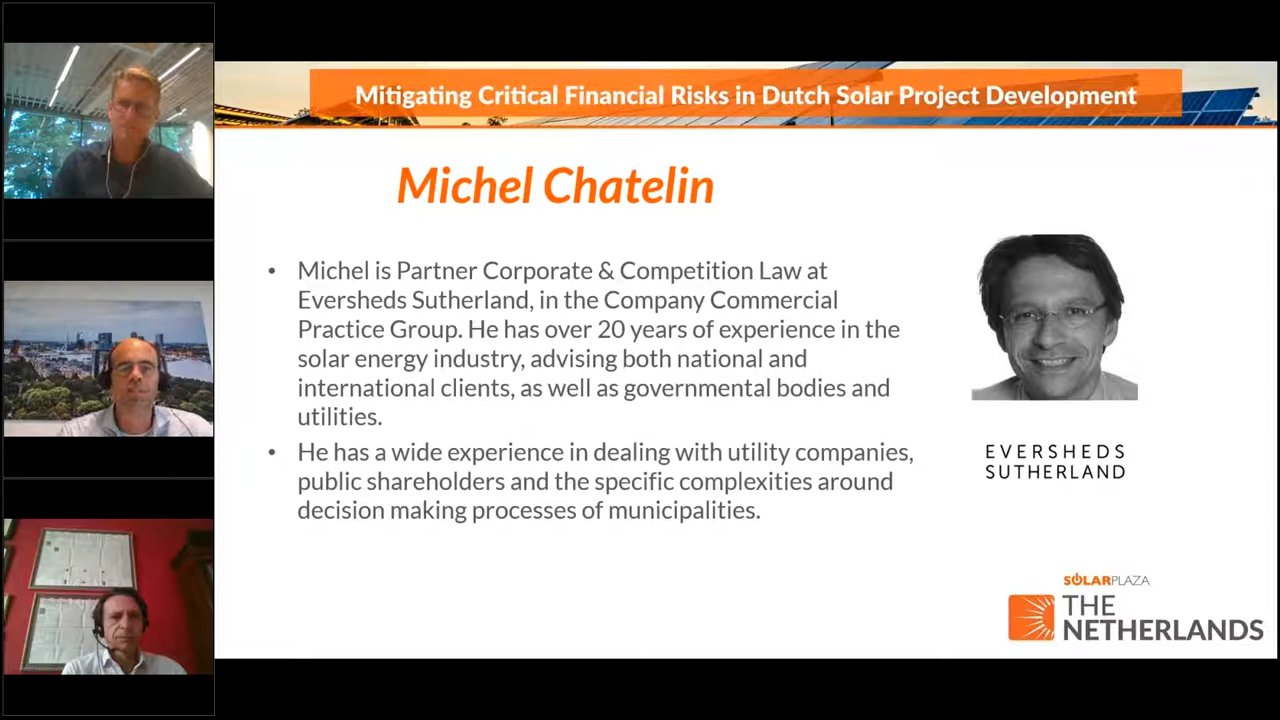 Mitigating Critical Financial Risks in Dutch Solar Project Development
Michel Chatelin
• Michel is Partner Corporate & Competition Law at
Eversheds Sutherland, in the Company Commercial
Practice Group. He has over 20 years of experience in the
solar energy industry, advising both national and
international clients, as well as governmental bodies and
utilities.
• He has a wide experience in dealing with utility companies,
public shareholders and the specific complexities around
decision making processes of municipalities.
EVERSHEDS
SUTHERLAND
SOLARPLAZA
THE
NETHERLANDS